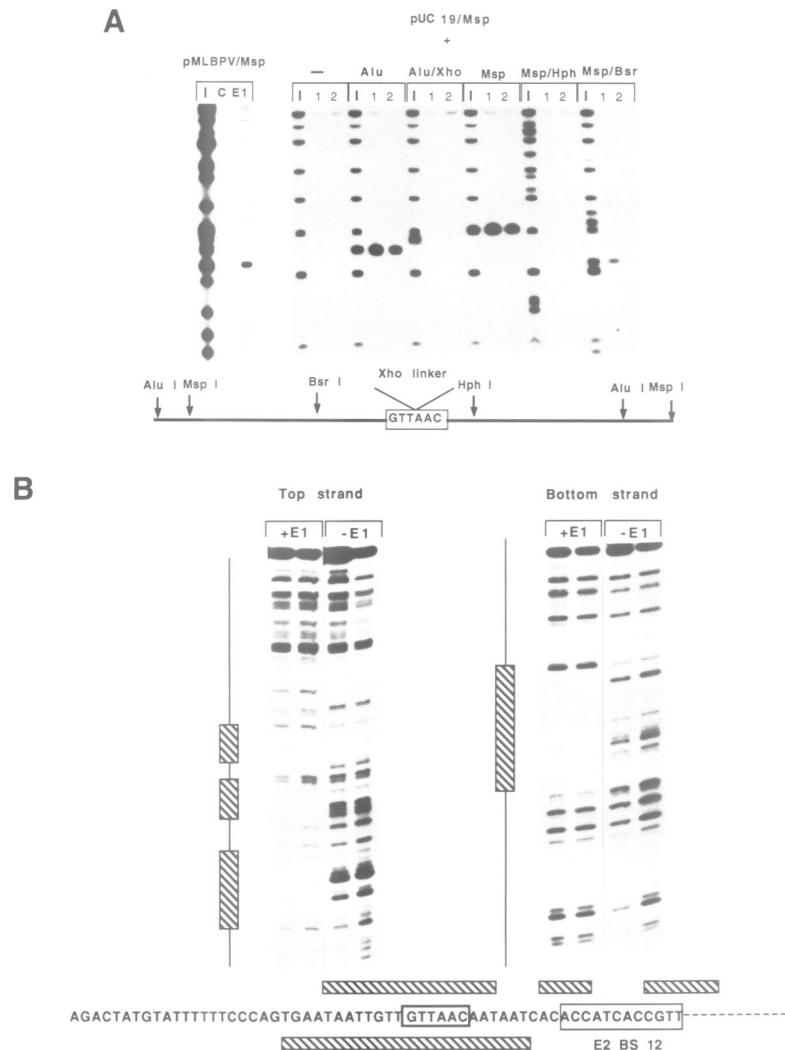 A
pUC 19/Msp
+
pMLBPV/Msp
— Alu Alu/Xho Msp Msp/Hph Msp/Bsr
I C E1 I 1 2 I 1 2 I 1 2 I 1 2 I 1 2 I 1 2
Xho linker
Alu I Msp I Bsr I Hph I Alu I Msp I
GTTAAC
B
Top strand Bottom strand
+E1 -E1 +E1 -E1
AGACTATGTATTTTTTCCCAGTGAATAATTGTTGTTAACAATAATCACACCATCACCGTT
E2 BS 12